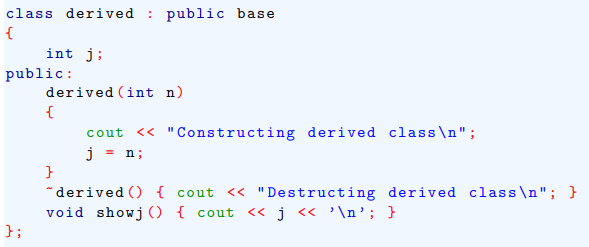 class derived : public base
{
    int j;
public:
    derived(int n)
    {
        cout << "Constructing derived class\n";
        j = n;
    }
    ~derived() { cout << "Destructing derived class\n"; }
    void showj() { cout << j << ’\n’; }
};